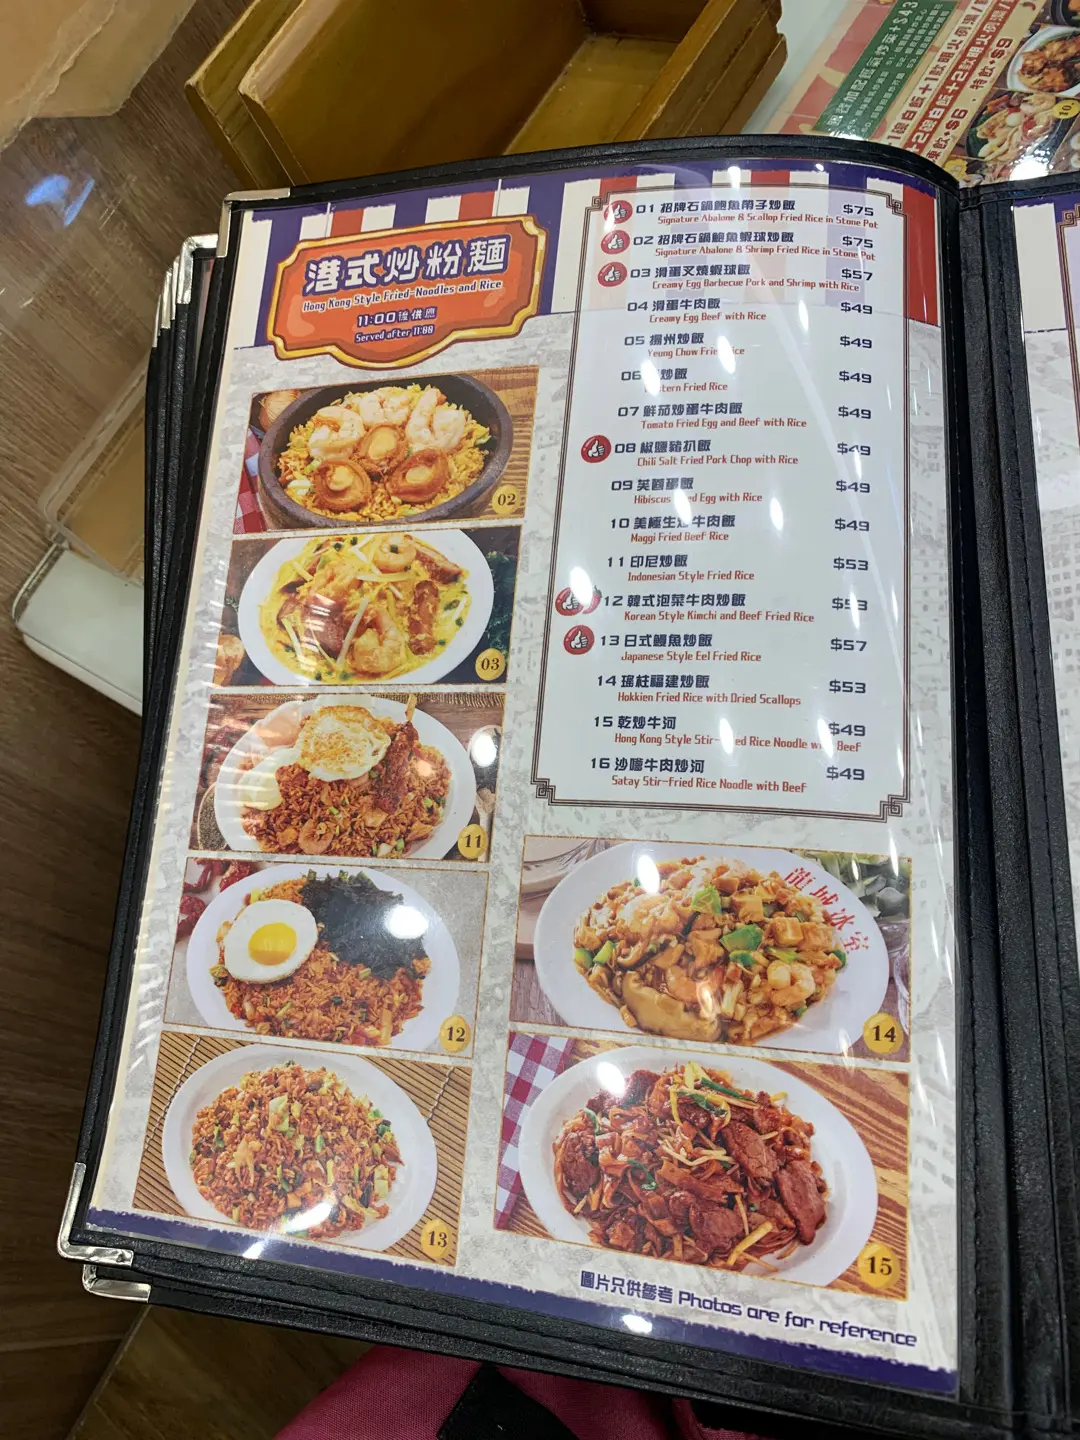 港式炒粉麵
Hong Kong Style Fried-Noodles and Rice
11:00後供應
Served after 11:00
01 招牌石鍋鮑魚帶子炒飯 $75
Signature Abalone & Scallop Fried Rice in Stone Pot
02 招牌石鍋鮑魚蝦球炒飯 $75
Signature Abalone & Shrimp Fried Rice in Stone Pot
03 滑蛋叉燒蝦球飯 $57
Creamy Egg Barbecue Pork and Shrimp with Rice
04 滑蛋牛肉飯 $49
Creamy Egg Beef with Rice
05 揚州炒飯 $49
Yeung Chow Fried Rice
06 炒飯 $49
Fried Rice
07 鮮茄炒蛋牛肉飯 $49
Tomato Fried Egg and Beef with Rice
08 椒鹽豬扒飯 $49
Chili Salt Fried Pork Chop with Rice
09 芙蓉蛋飯 $49
Hibiscus Fried Egg with Rice
10 美極生炒牛肉飯 $49
Maggi Fried Beef Rice
11 印尼炒飯 $53
Indonesian Style Fried Rice
12 韓式泡菜牛肉炒飯 $53
Korean Style Kimchi and Beef Fried Rice
13 日式鰻魚炒飯 $57
Japanese Style Eel Fried Rice
14 瑤柱福建炒飯 $53
Hokkien Fried Rice with Dried Scallops
15 乾炒牛河 $49
Hong Kong Style Stir-Fried Rice Noodle with Beef
16 沙嗲牛肉炒河 $49
Satay Stir-Fried Rice Noodle with Beef
02
03
11
12
13
龍城冰室
14
15
圖片只供參考 Photos are for reference